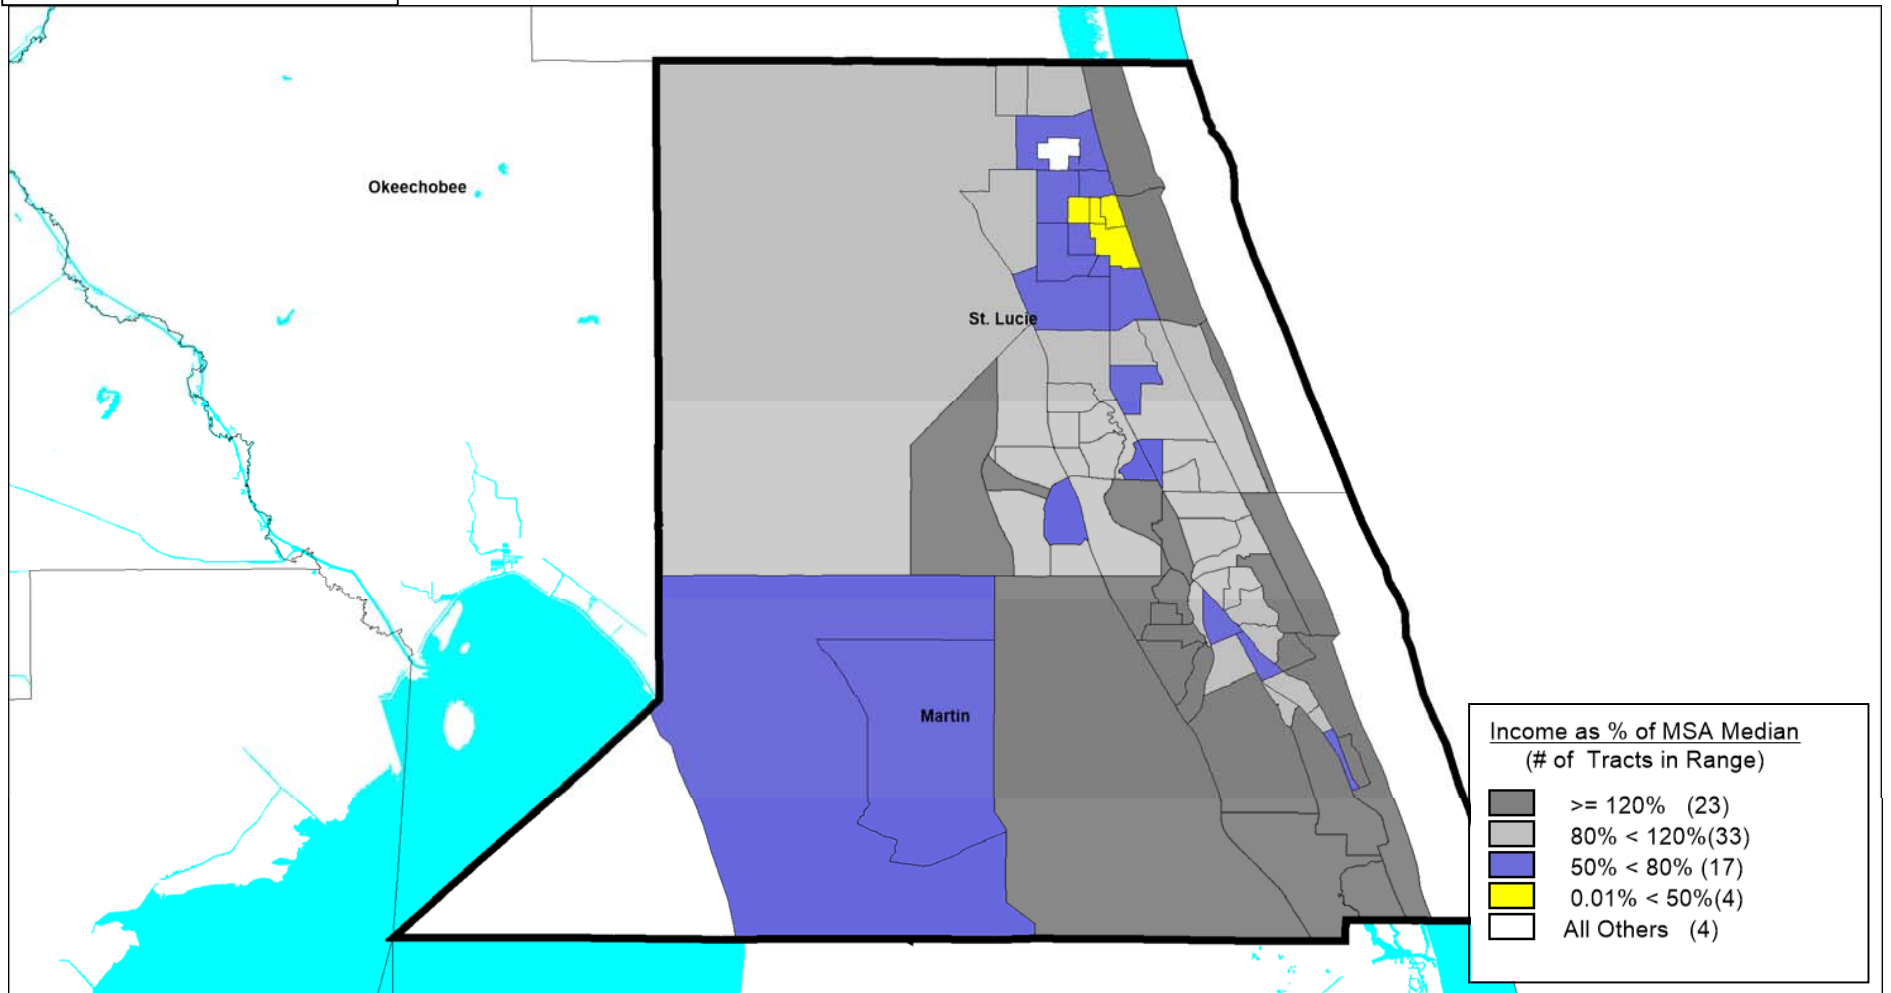 Okeechobee
St. Lucie
Martin
Income as % of MSA Median
(# of Tracts in Range)
>= 120% (23)
80% < 120%(33)
50% < 80% (17)
0.01% < 50%(4)
All Others (4)